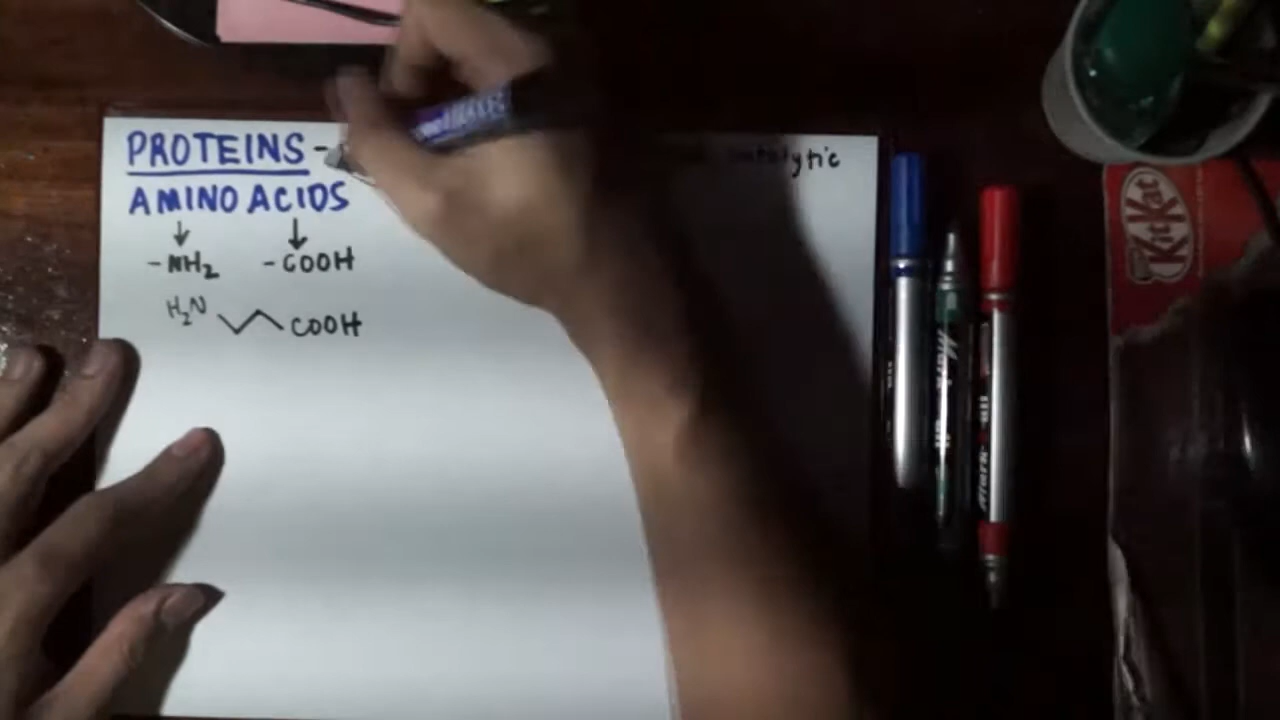 PROTEINS - catalytic
AMINO ACIDS
-NH2 -COOH
H2N COOH
KitKat